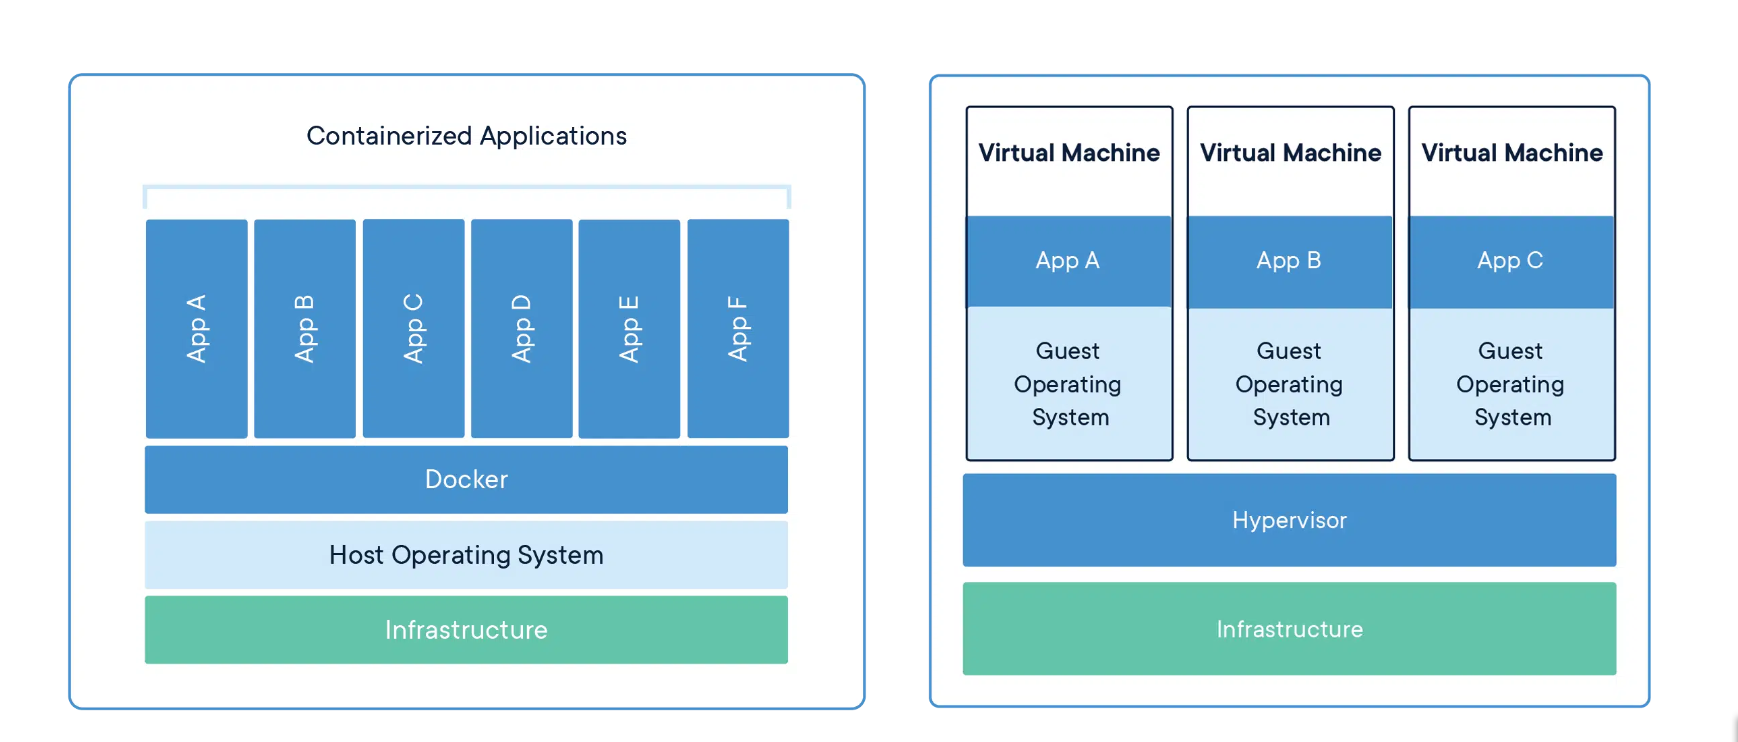 Containerized Applications
App A
App B
App C
App D
App E
App F
Docker
Host Operating System
Infrastructure
Virtual Machine
App A
Guest
Operating
System
Virtual Machine
App B
Guest
Operating
System
Virtual Machine
App C
Guest
Operating
System
Hypervisor
Infrastructure